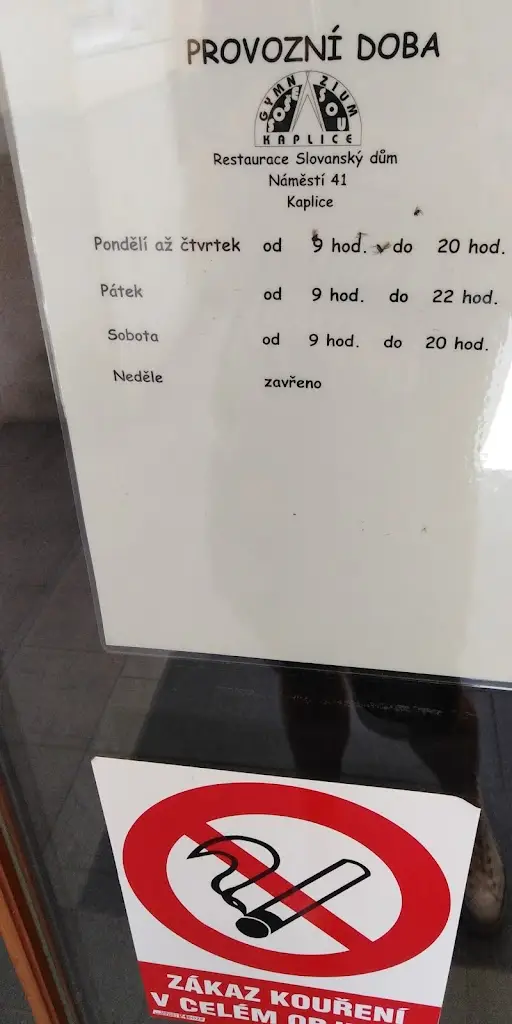 PROVOZNÍ DOBA
GYMNÁZIUM
SOŠE SOU
KAPLICE
Restaurace Slovanský dům
Náměstí 41
Kaplice
Pondělí až čtvrtek od 9 hod. do 20 hod.
Pátek od 9 hod. do 22 hod.
Sobota od 9 hod. do 20 hod.
Neděle zavřeno
ZÁKAZ KOUŘENÍ
V CELÉM